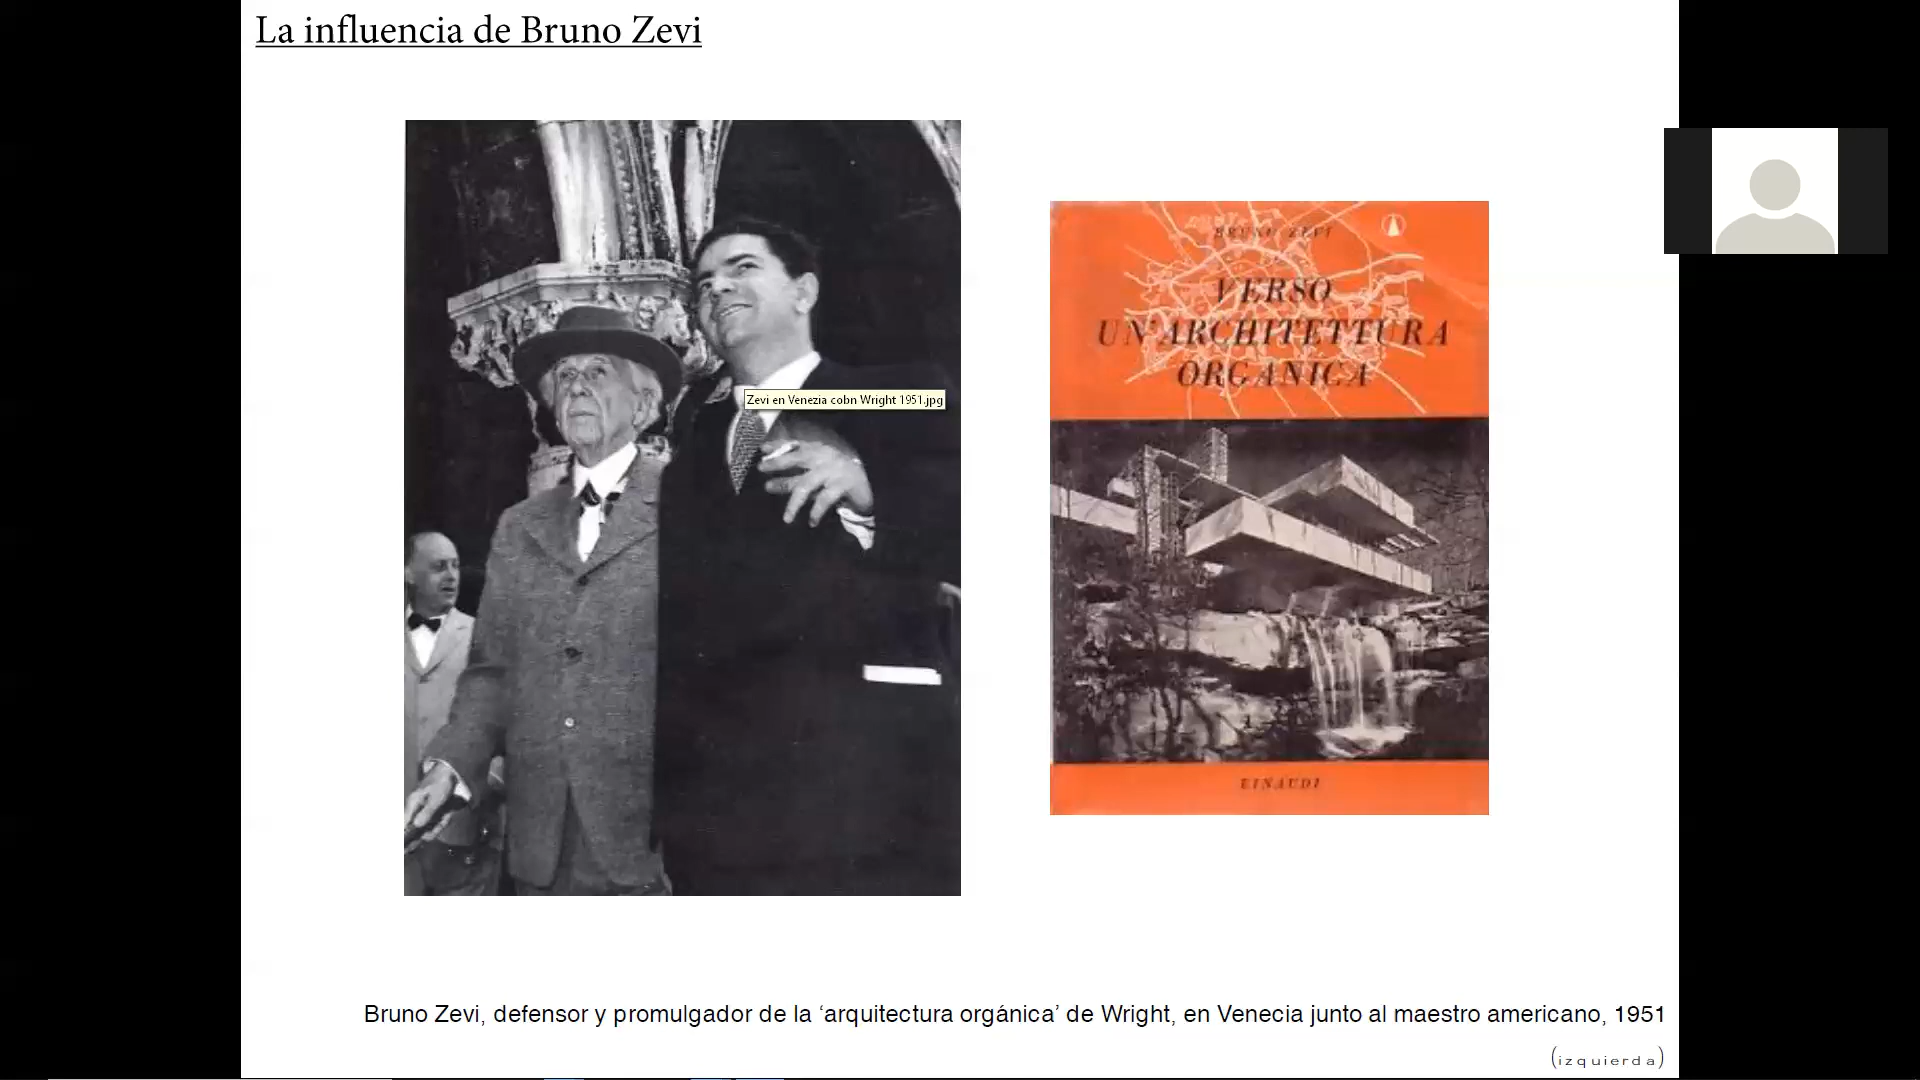 La influencia de Bruno Zevi
BRUNO ZEVI
VERSO
UN'ARCHITETTURA
ORGANICA
Zevi en Venezia cobn Wright 1951.jpg
EINAUDI
Bruno Zevi, defensor y promulgador de la ‘arquitectura orgánica’ de Wright, en Venecia junto al maestro americano, 1951
(izquierda)